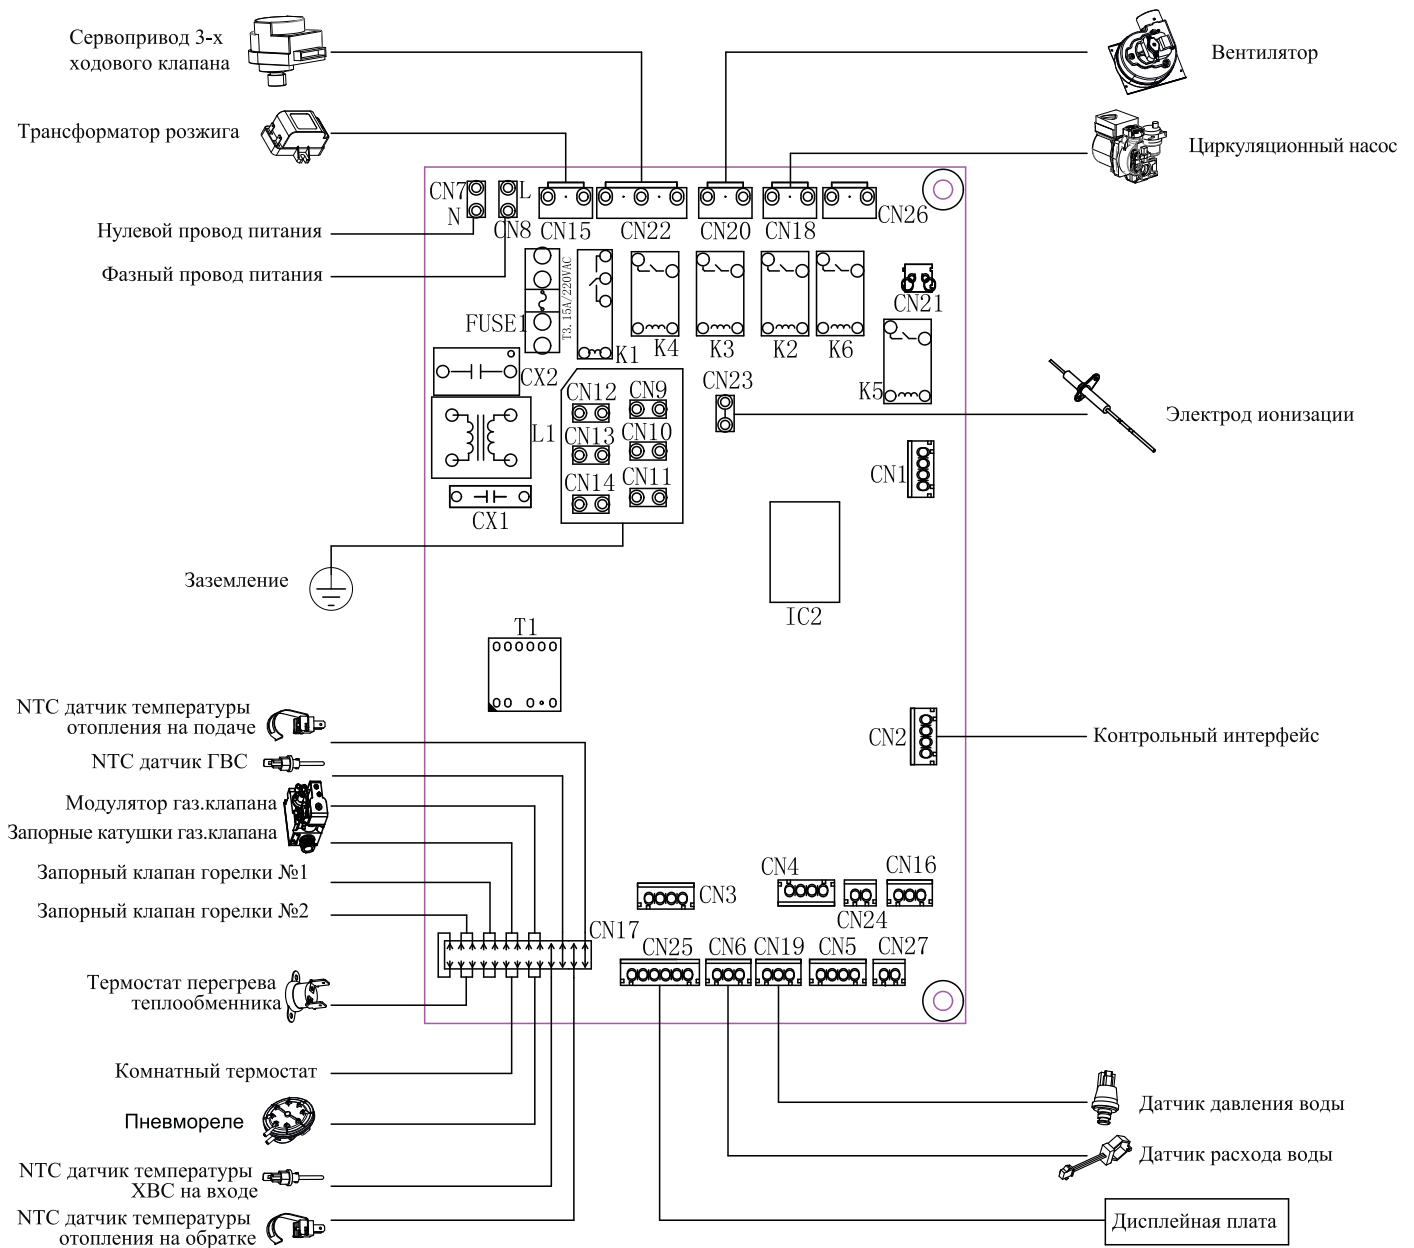 Сервопривод 3-х
ходового клапана
Вентилятор
Трансформатор розжига
Циркуляционный насос
CN7
L
N
CN8
CN15
CN22
CN20
CN18
CN26
Нулевой провод питания
Фазный провод питания
FUSE1
T3.15A/220VAC
K1
K4
K3
K2
K6
CN21
K5
CX2
CN12
CN9
CN23
L1
CN13
CN10
Электрод ионизации
CN14
CN11
CN1
CX1
Заземление
IC2
T1
NTC датчик температуры
отопления на подаче
NTC датчик ГВС
CN2
Контрольный интерфейс
Модулятор газ.клапана
Запорные катушки газ.клапана
Запорный клапан горелки №1
Запорный клапан горелки №2
CN4
CN16
CN3
CN24
CN17
CN25
CN6
CN19
CN5
CN27
Термостат перегрева
теплообменника
Комнатный термостат
Пневмореле
Датчик давления воды
Датчик расхода воды
NTC датчик температуры
ХВС на входе
NTC датчик температуры
отопления на обратке
Дисплейная плата